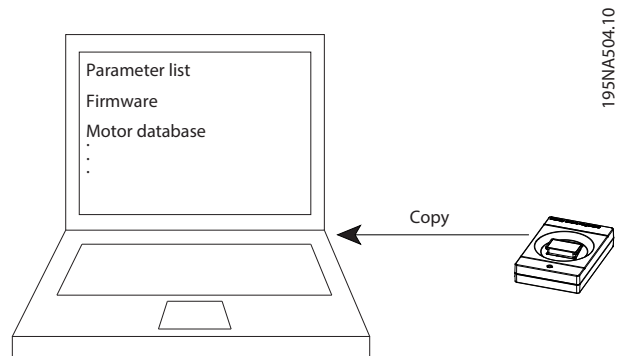 Parameter list
Firmware
Motor database
.
.
.
Copy
195NA504.10